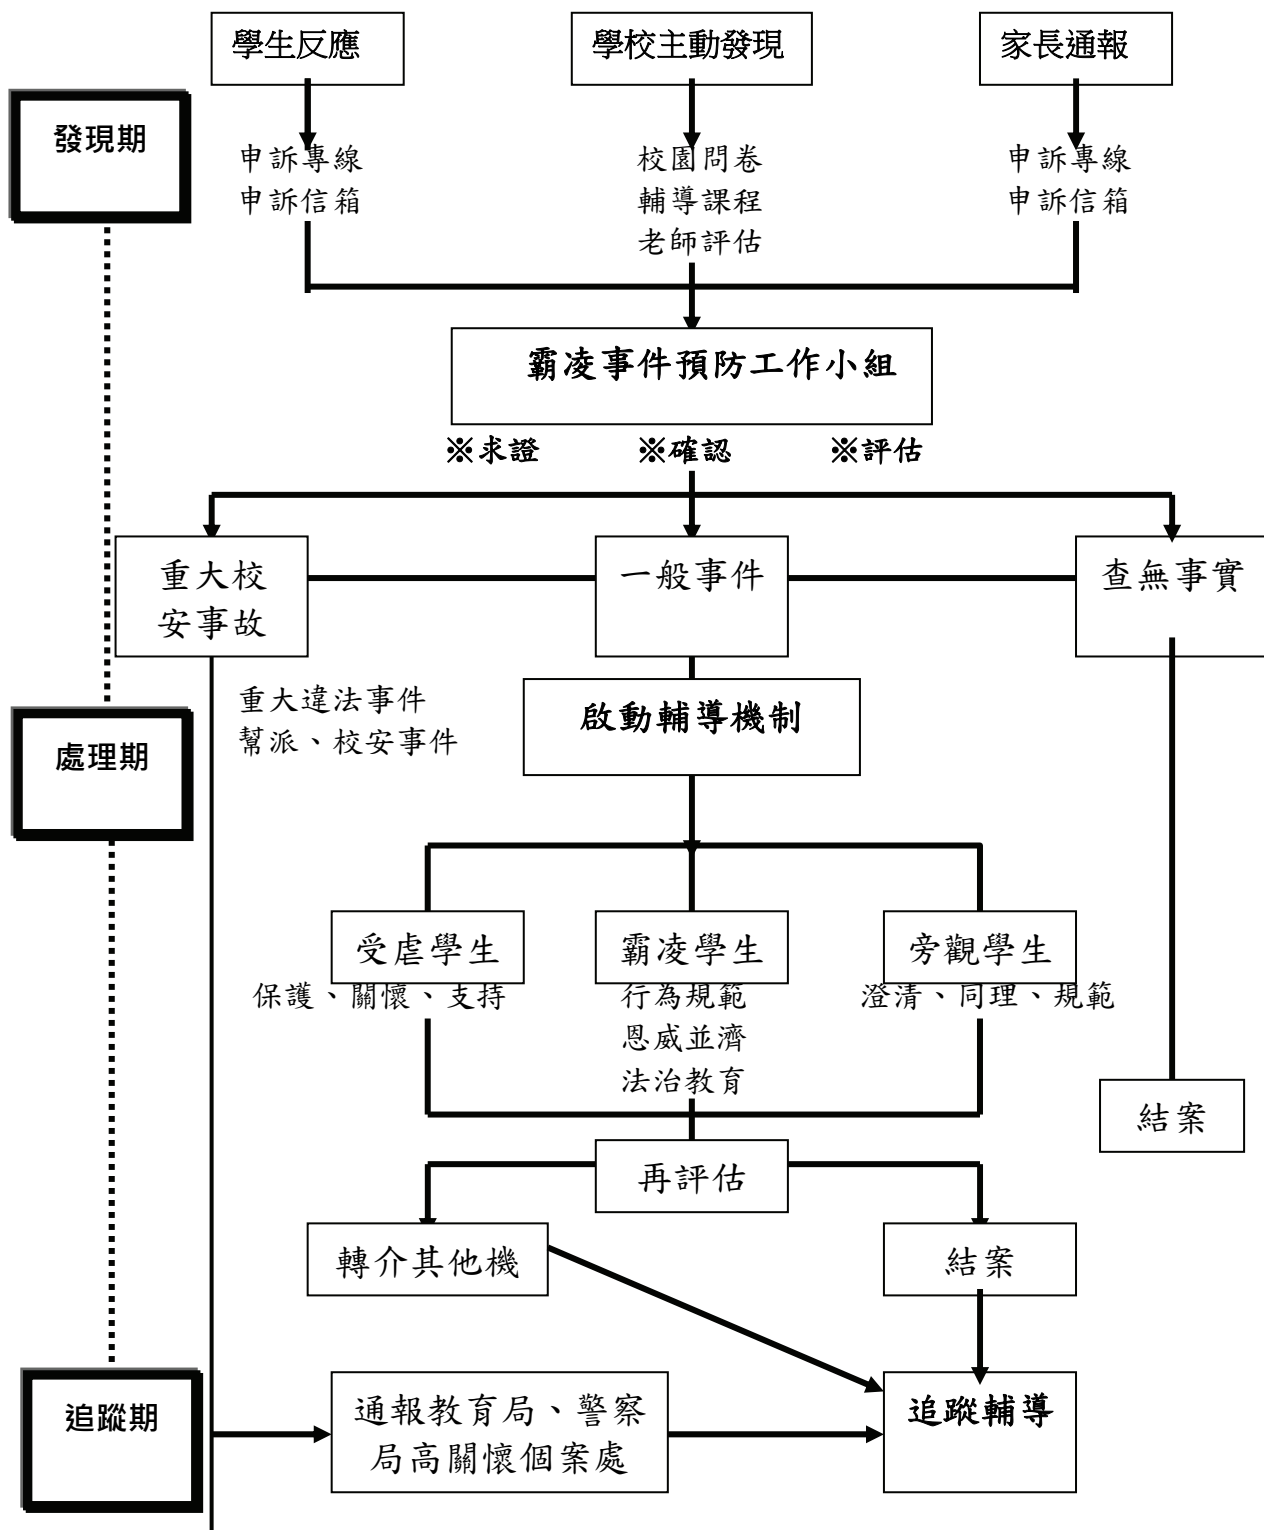 學生反應
學校主動發現
家長通報
發現期
申訴專線
申訴信箱
校園問卷
輔導課程
老師評估
申訴專線
申訴信箱
霸凌事件預防工作小組
※求證 ※確認 ※評估
重大校
安事故
一般事件
查無事實
重大違法事件
幫派、校安事件
啟動輔導機制
處理期
受虐學生
保護、關懷、支持
霸凌學生
行為規範
恩威並濟
法治教育
旁觀學生
澄清、同理、規範
結案
再評估
轉介其他機
結案
追蹤期
通報教育局、警察
局高關懷個案處
追蹤輔導